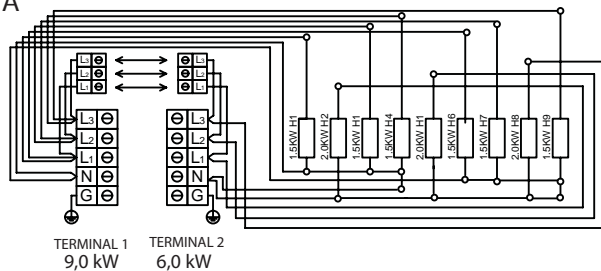 A
L3
L2
L1
L3
L2
L1
L3
L2
L1
N
G
L3
L2
L1
N
G
1.5KW H1
2.0KW H2
1.5KW H1
1.5KW H4
2.0KW H1
1.5KW H6
1.5KW H7
2.0KW H8
1.5KW H9
TERMINAL 1
9,0 kW
TERMINAL 2
6,0 kW